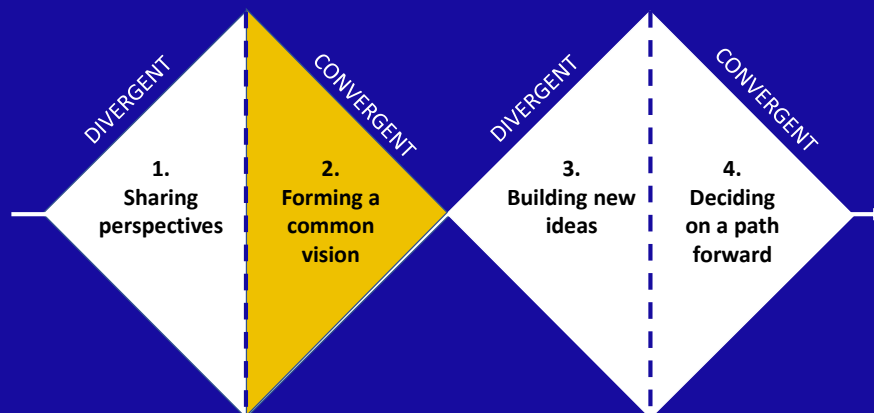 DIVERGENT
1.
Sharing
perspectives
CONVERGENT
2.
Forming a
common
vision
DIVERGENT
3.
Building new
ideas
CONVERGENT
4.
Deciding
on a path
forward